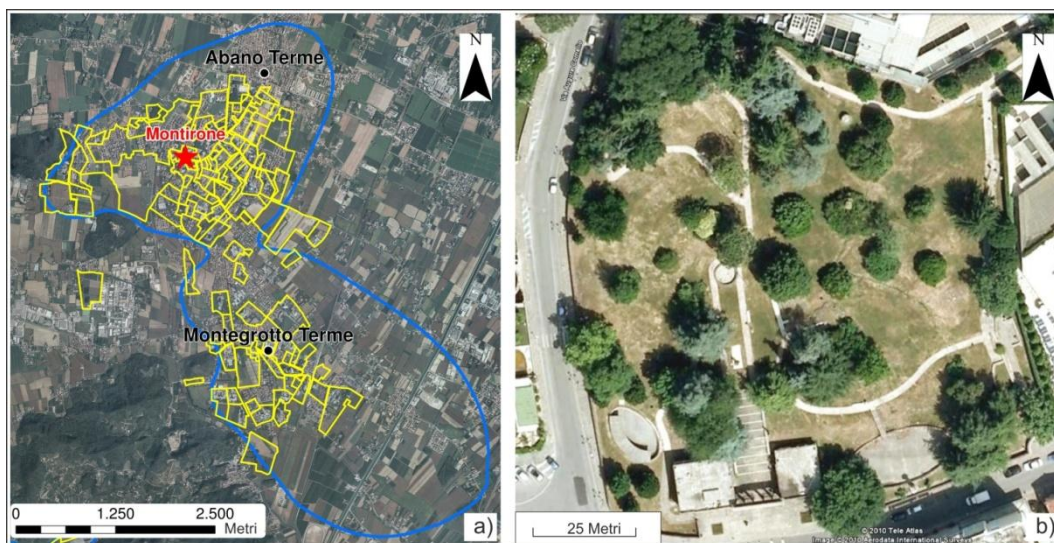 Abano Terme
Montirone
Montegrotto Terme
N
0 1.250 2.500
Metri
a)
N
25 Metri
© 2010 Tele Atlas
b)